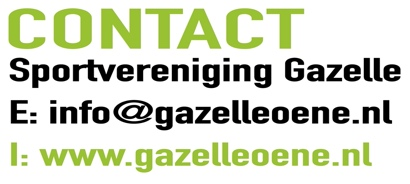 CONTACT
Sportvereniging Gazelle
E: info@gazelleoene.nl
I: www.gazelleoene.nl